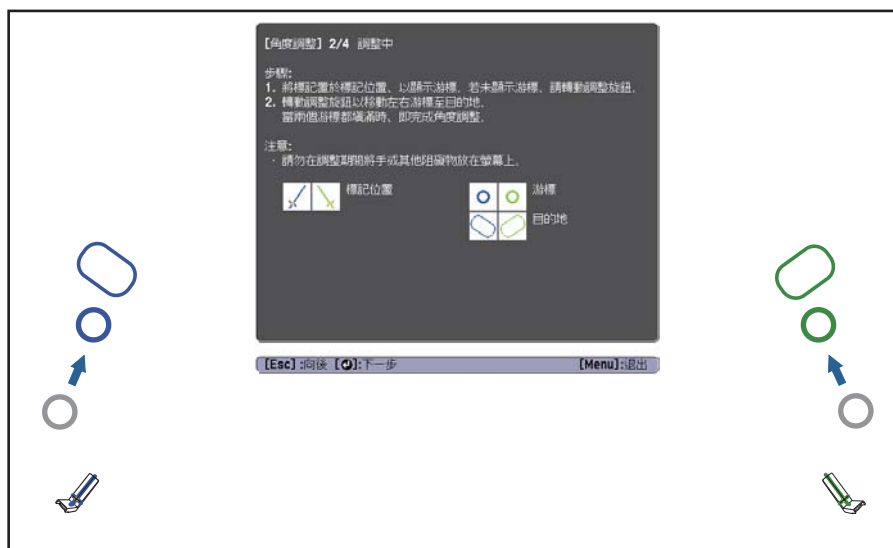 [角度調整] 2/4 調整中
步驟:
1. 將標記置於標記位置，以顯示游標，若未顯示游標，請轉動調整旋鈕。
2. 轉動調整旋鈕以移動左右游標至目的地。
當兩個游標都填滿時，即完成角度調整。
注意:
· 請勿在調整期間將手或其他阻礙物放在螢幕上。
標記位置
游標
目的地
[Esc] :向後 [⏎]:下一步 [Menu]:退出